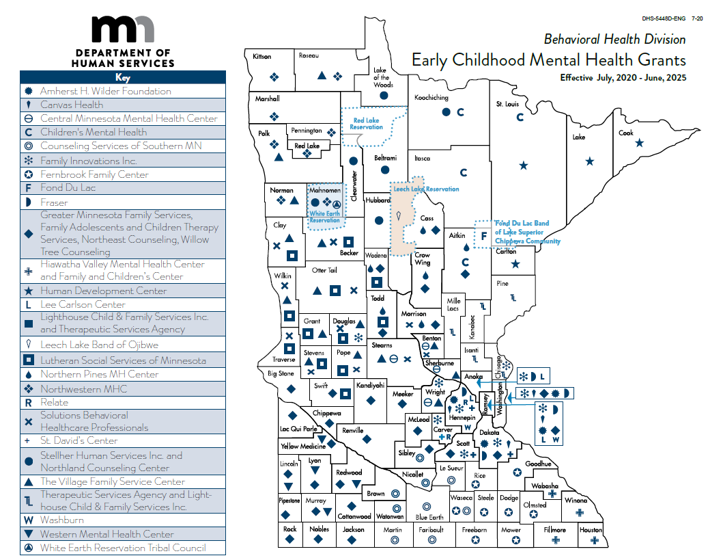 DHS-5448D-ENG 7-20
Behavioral Health Division
Early Childhood Mental Health Grants
Effective July, 2020 - June, 2025
DEPARTMENT OF
HUMAN SERVICES
Key
Amherst H. Wilder Foundation
Canvas Health
Central Minnesota Mental Health Center
C Children's Mental Health
Counseling Services of Southern MN
Family Innovations Inc.
Fernbrook Family Center
F Fond Du Lac
Fraser
Greater Minnesota Family Services,
Family Adolescents and Children Therapy
Services, Northeast Counseling, Willow
Tree Counseling
Hiawatha Valley Mental Health Center
and Family and Children's Center
Human Development Center
L Lee Carlson Center
Lighthouse Child & Family Services Inc.
and Therapeutic Services Agency
Leech Lake Band of Ojibwe
Lutheran Social Services of Minnesota
Northern Pines MH Center
Northwestern MHC
R Relate
Solutions Behavioral
Healthcare Professionals
+ St. David's Center
Stellher Human Services Inc. and
Northland Counseling Center
The Village Family Service Center
Therapeutic Services Agency and Light-
house Child & Family Services Inc.
W Washburn
Western Mental Health Center
White Earth Reservation Tribal Council
Kittson
Roseau
Lake
of the
Woods
Koochiching
C
St. Louis
C
Marshall
Red Lake
Reservation
Lake
Cook
Polk
Pennington
Red Lake
Clearwater
Beltrami
Itasca
C
Norman
Mahnomen
White Earth
Reservation
Hubbard
Leech Lake Reservation
Cass
Clay
Becker
Aitkin
C
F
Fond Du Lac Band
of Lake Superior
Chippewa Community
Carlton
Wilkin
Otter Tail
Wadena
Crow
Wing
Pine
Todd
Mille
Lacs
Kanabec
Grant
Douglas
Morrison
Benton
Traverse
Stevens
Pope
Stearns
Isanti
Chisago
Big Stone
Sherburne
Anoka
L
Swift
Kandiyohi
Meeker
Wright
Hennepin
R L
W
Ramsey
Washington
L W
Chippewa
Lac Qui Parle
Renville
McLeod
Carver
R
Scott
Dakota
Yellow Medicine
Sibley
Lincoln
Lyon
Redwood
Nicollet
Le Sueur
Rice
Goodhue
Wabasha
Brown
Pipestone
Murray
Cottonwood
Watonwan
Blue Earth
Waseca
Steele
Dodge
Olmsted
Winona
Rock
Nobles
Jackson
Martin
Faribault
Freeborn
Mower
Fillmore
Houston